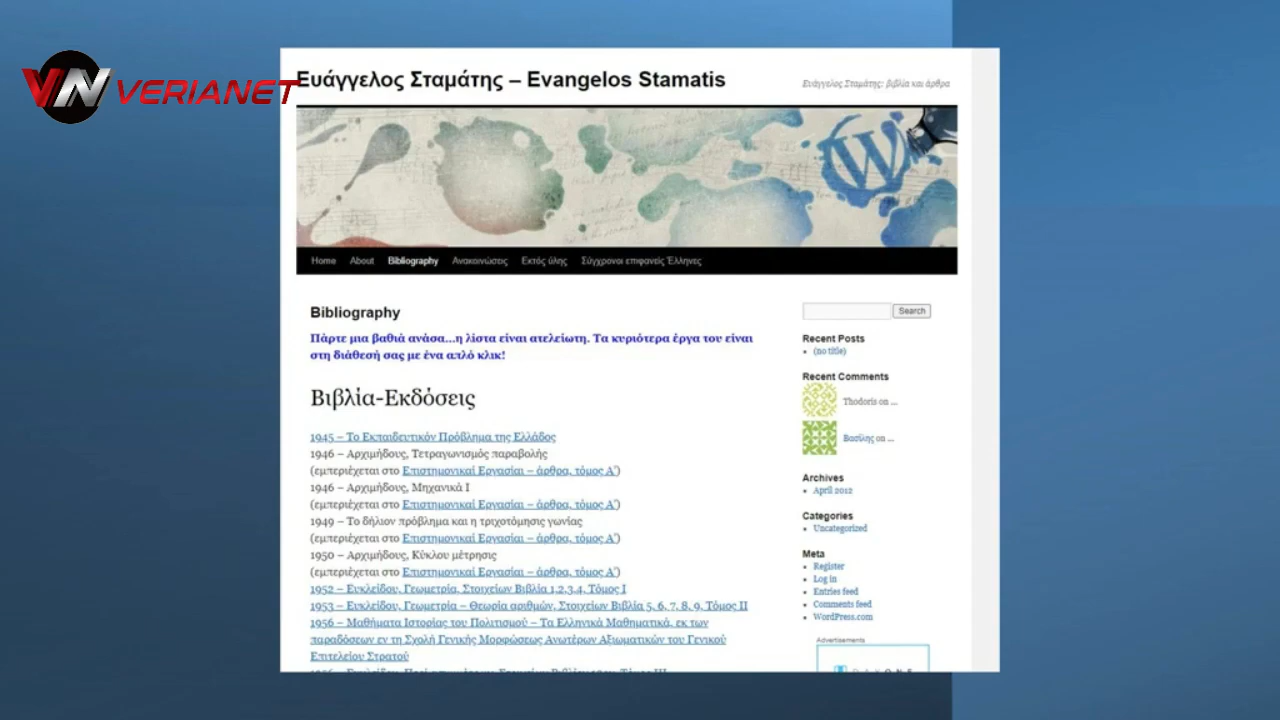 VN VERIANET
Ευάγγελος Σταμάτης – Evangelos Stamatis
Ευάγγελος Σταμάτης: βιβλία και άρθρα
Home About Bibliography Ανακοινώσεις Εκτός ύλης Σύγχρονοι επιφανείς Έλληνες
Bibliography
Πάρτε μια βαθιά ανάσα…η λίστα είναι ατελείωτη. Τα κυριότερα έργα του είναι
στη διάθεσή σας με ένα απλό κλικ!
Βιβλία-Εκδόσεις
1945 – Το Εκπαιδευτικόν Πρόβλημα της Ελλάδος
1946 – Αρχιμήδους, Τετραγωνισμός παραβολής
(εμπεριέχεται στο Επιστημονικαί Εργασίαι – άρθρα, τόμος Α')
1946 – Αρχιμήδους, Μηχανικά Ι
(εμπεριέχεται στο Επιστημονικαί Εργασίαι – άρθρα, τόμος Α')
1949 – Το δήλιον πρόβλημα και η τριχοτόμησις γωνίας
(εμπεριέχεται στο Επιστημονικαί Εργασίαι – άρθρα, τόμος Α')
1950 – Αρχιμήδους, Κύκλου μέτρησις
(εμπεριέχεται στο Επιστημονικαί Εργασίαι – άρθρα, τόμος Α')
1952 – Ευκλείδου, Γεωμετρία, Στοιχείων Βιβλία 1,2,3,4, Τόμος Ι
1953 – Ευκλείδου, Γεωμετρία – Θεωρία αριθμών, Στοιχείων Βιβλία 5, 6, 7, 8, 9, Τόμος ΙΙ
1956 – Μαθήματα Ιστορίας του Πολιτισμού – Τα Ελληνικά Μαθηματικά, εκ των
παραδόσεων εν τη Σχολή Γενικής Μορφώσεως Ανωτέρων Αξιωματικών του Γενικού
Επιτελείου Στρατού
Search
Recent Posts
(no title)
Recent Comments
Thodoris on ...
Βασίλης on ...
Archives
April 2012
Categories
Uncategorized
Meta
Register
Log in
Entries feed
Comments feed
WordPress.com
Advertisements